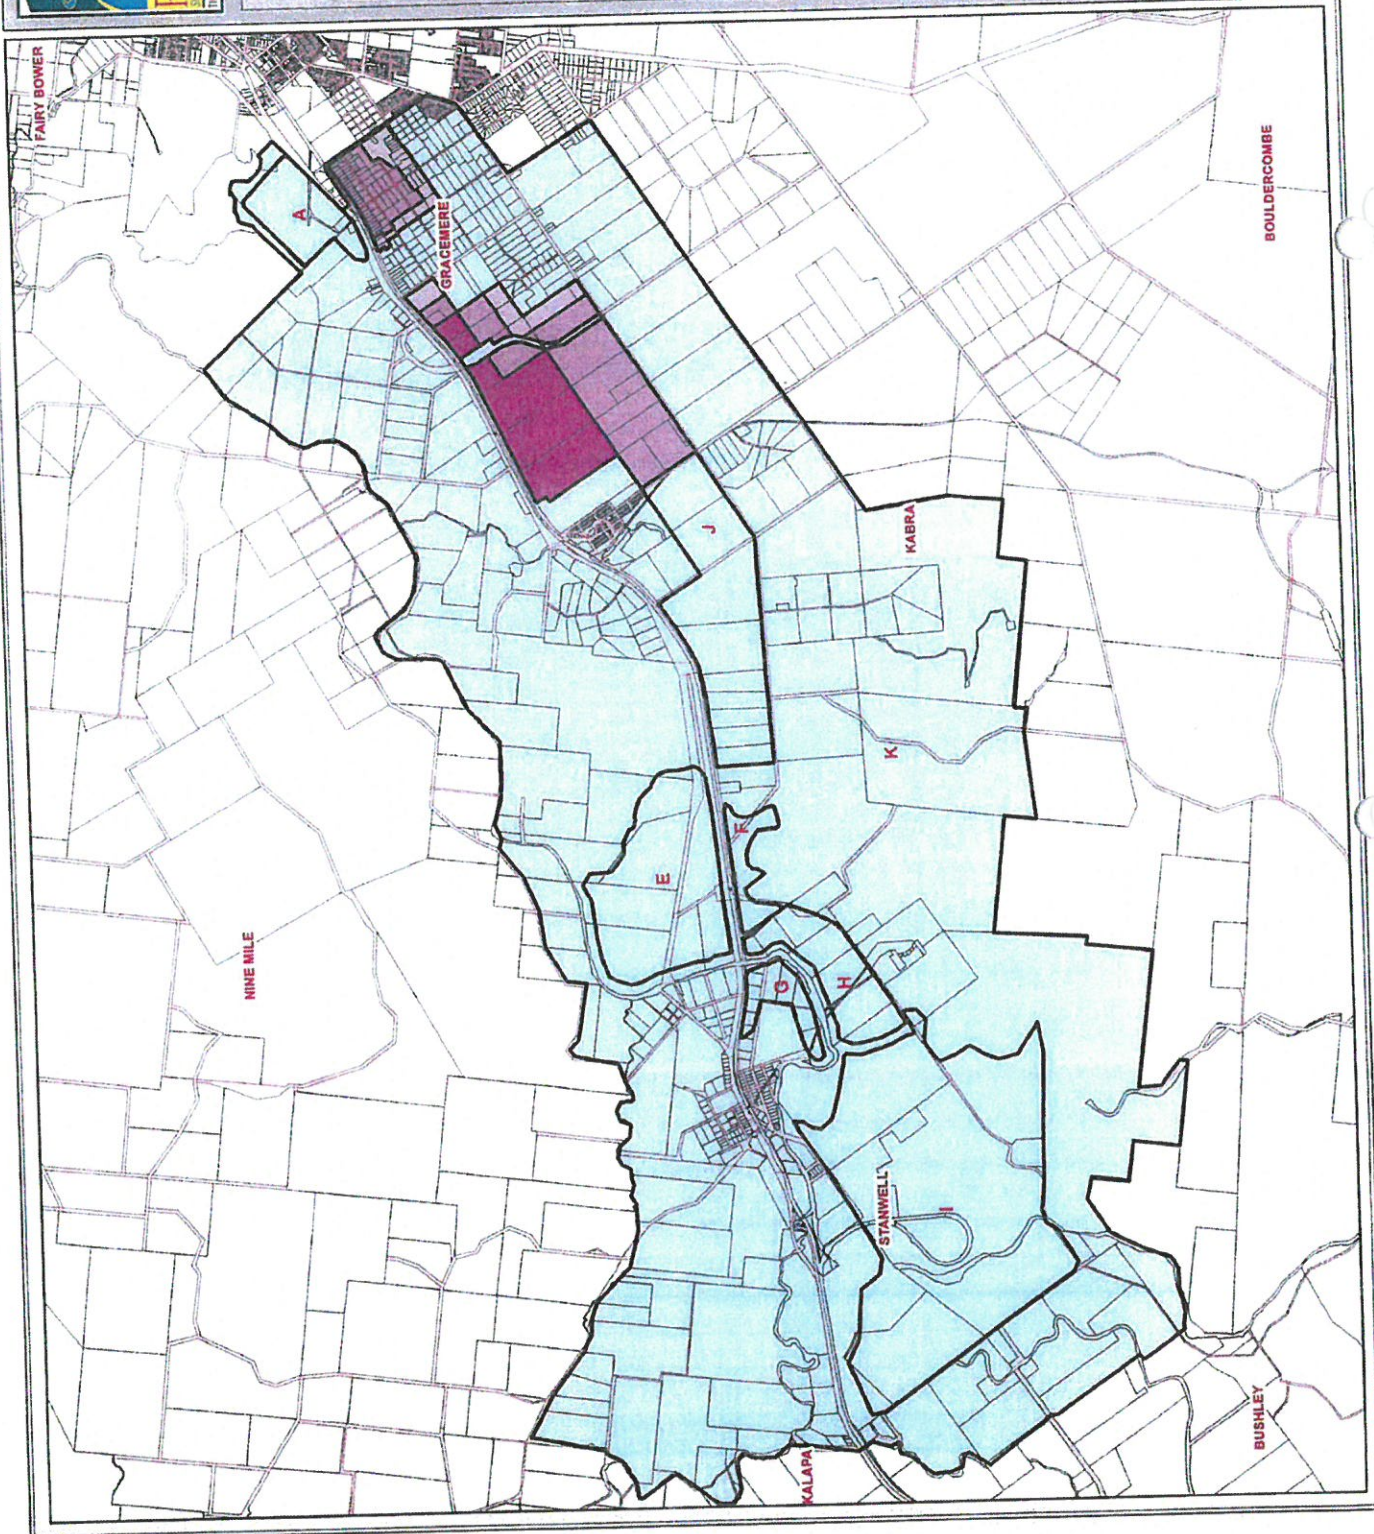 FAIRY BOWER
A
GRACEMERE
BOULDERCOMBE
J
KABRA
K
F
E
NINE MILE
G
H
STANWELL
I
KALAPA
BUSHLEY